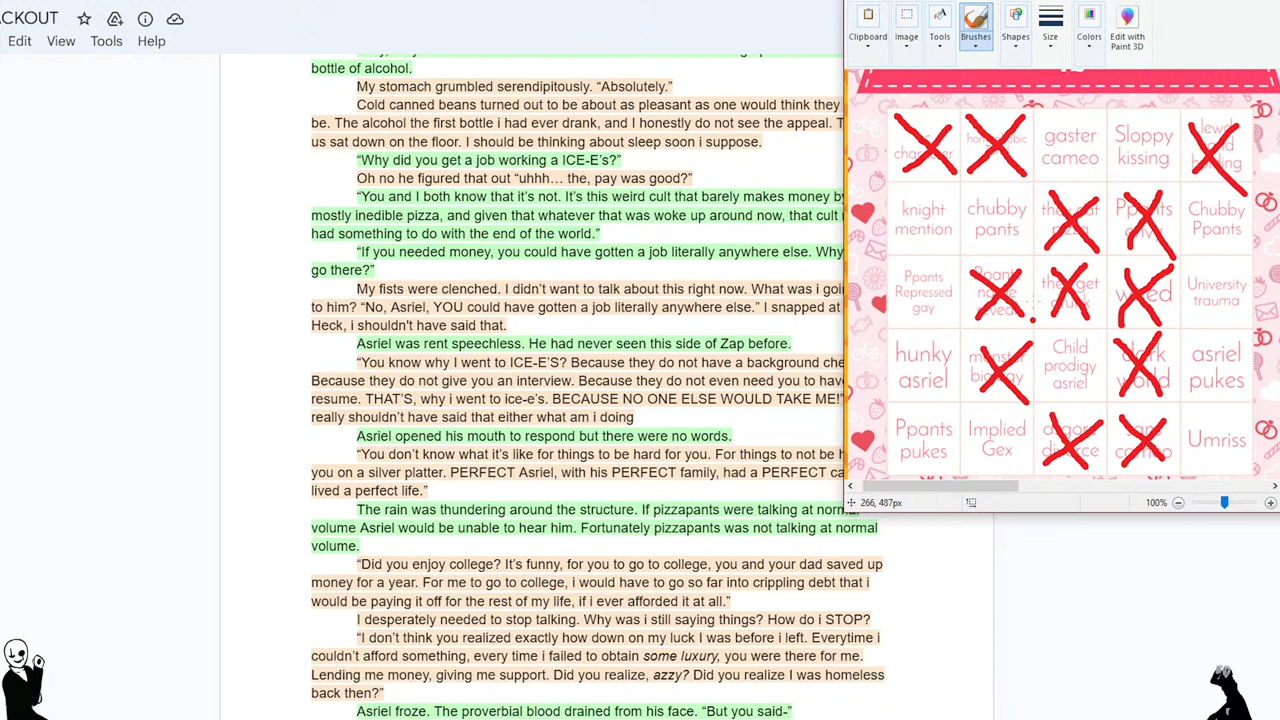 ACKOUT
Edit View Tools Help
bottle of alcohol.
My stomach grumbled serendipitously. “Absolutely.”
Cold canned beans turned out to be about as pleasant as one would think they
be. The alcohol the first bottle i had ever drank, and I honestly do not see the appeal. T
us sat down on the floor. I should be thinking about sleep soon i suppose.
“Why did you get a job working a ICE-E’s?”
Oh no he figured that out “uhhh… the, pay was good?”
“You and I both know that it’s not. It’s this weird cult that barely makes money by
mostly inedible pizza, and given that whatever that was woke up around now, that cult
had something to do with the end of the world.”
“If you needed money, you could have gotten a job literally anywhere else. Why
go there?”
My fists were clenched. I didn’t want to talk about this right now. What was i goi
to him? “No, Asriel, YOU could have gotten a job literally anywhere else.” I snapped at
Heck, i shouldn't have said that.
Asriel was rent speechless. He had never seen this side of Zap before.
“You know why I went to ICE-E’S? Because they do not have a background che
Because they do not give you an interview. Because they do not even need you to have
resume. THAT’S, why i went to ice-e’s. BECAUSE NO ONE ELSE WOULD TAKE ME!”
really shouldn’t have said that either what am i doing
Asriel opened his mouth to respond but there were no words.
“You don’t know what it’s like for things to be hard for you. For things to not be h
you on a silver platter. PERFECT Asriel, with his PERFECT family, had a PERFECT ca
lived a perfect life.”
The rain was thundering around the structure. If pizzapants were talking at normal
volume Asriel would be unable to hear him. Fortunately pizzapants was not talking at normal
volume.
“Did you enjoy college? It’s funny, for you to go to college, you and your dad saved up
money for a year. For me to go to college, i would have to go so far into crippling debt that i
would be paying it off for the rest of my life, if i ever afforded it at all.”
I desperately needed to stop talking. Why was i still saying things? How do i STOP?
“I don’t think you realized exactly how down on my luck I was before i left. Everytime i
couldn’t afford something, every time i failed to obtain some luxury, you were there for me.
Lending me money, giving me support. Did you realize, azzy? Did you realize I was homeless
back then?”
Asriel froze. The proverbial blood drained from his face. “But you said-”
Clipboard Image Tools Brushes Shapes Size Colors Edit with
Paint 3D
gaster
cameo
Sloppy
kissing
knight
mention
chubby
pants
they eat
pizza
Ppants
envy
Chubby
Ppants
Ppants
Repressed
gay
Ppants
name
reveal
they get
University
trauma
hunky
asriel
monster
Child
prodigy
asriel
dark
world
asriel
pukes
Ppants
pukes
Implied
Gex
sans
cameo
Umriss
266, 487px
100%